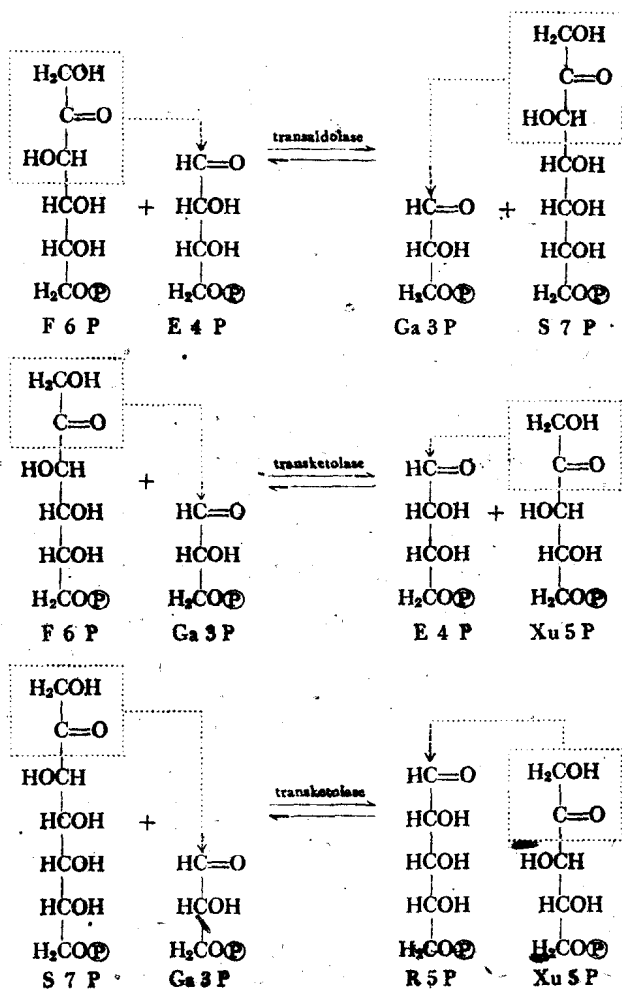 H₂COH
C=O
HOCH
HCOH
HCOH
H₂COⓅ
F 6 P
+
HC=O
HCOH
HCOH
H₂COⓅ
E 4 P
transaldolase
HC=O
HCOH
H₂COⓅ
Ga 3 P
+
H₂COH
C=O
HOCH
HCOH
HCOH
HCOH
H₂COⓅ
S 7 P
H₂COH
C=O
HOCH
HCOH
HCOH
H₂COⓅ
F 6 P
+
HC=O
HCOH
H₂COⓅ
Ga 3 P
transketolase
HC=O
HCOH
HCOH
H₂COⓅ
E 4 P
+
H₂COH
C=O
HOCH
HCOH
H₂COⓅ
Xu 5 P
H₂COH
C=O
HOCH
HCOH
HCOH
HCOH
H₂COⓅ
S 7 P
+
HC=O
HCOH
H₂COⓅ
Ga 3 P
transketolase
HC=O
HCOH
HCOH
HCOH
H₂COⓅ
R 5 P
H₂COH
C=O
HOCH
HCOH
H₂COⓅ
Xu 5 P